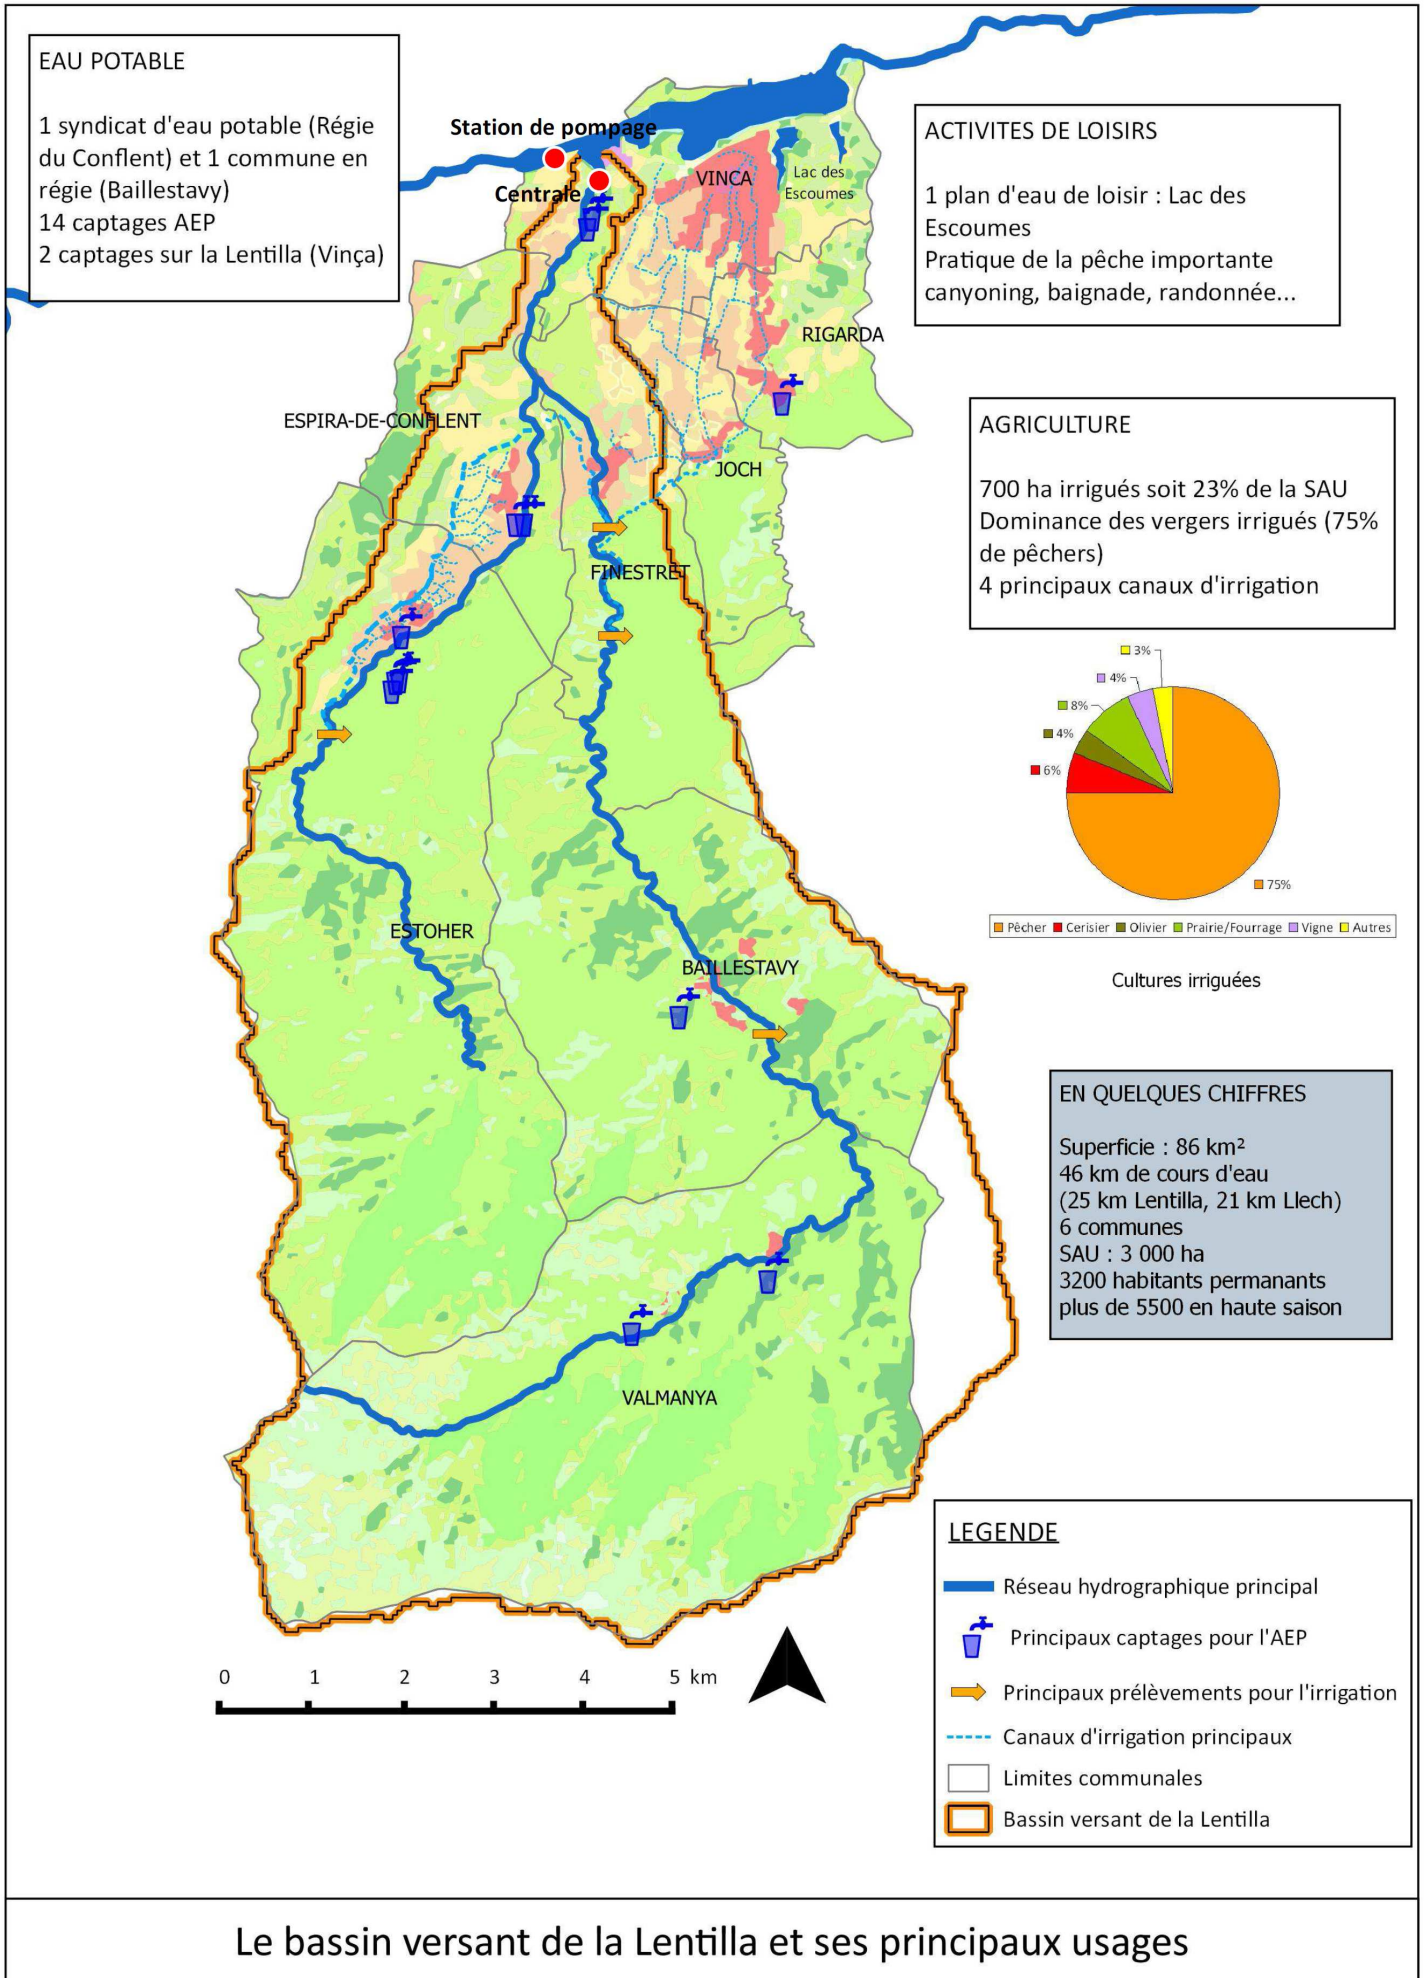 EAU POTABLE
1 syndicat d'eau potable (Régie
du Conflent) et 1 commune en
régie (Baillestavy)
14 captages AEP
2 captages sur la Lentilla (Vinça)
Station de pompage
Centrale
VINCA
Lac des
Escoumes
ACTIVITES DE LOISIRS
1 plan d'eau de loisir : Lac des
Escoumes
Pratique de la pêche importante
canyoning, baignade, randonnée...
RIGARDA
ESPIRA-DE-CONFLENT
JOCH
FINESTRET
AGRICULTURE
700 ha irrigués soit 23% de la SAU
Dominance des vergers irrigués (75%
de pêchers)
4 principaux canaux d'irrigation
3%
4%
8%
4%
6%
75%
Pêcher Cerisier Olivier Prairie/Fourrage Vigne Autres
Cultures irriguées
ESTOHER
BAILLESTAVY
EN QUELQUES CHIFFRES
Superficie : 86 km²
46 km de cours d'eau
(25 km Lentilla, 21 km Llech)
6 communes
SAU : 3 000 ha
3200 habitants permanants
plus de 5500 en haute saison
VALMANYA
0 1 2 3 4 5 km
LEGENDE
Réseau hydrographique principal
Principaux captages pour l'AEP
Principaux prélèvements pour l'irrigation
Canaux d'irrigation principaux
Limites communales
Bassin versant de la Lentilla
Le bassin versant de la Lentilla et ses principaux usages